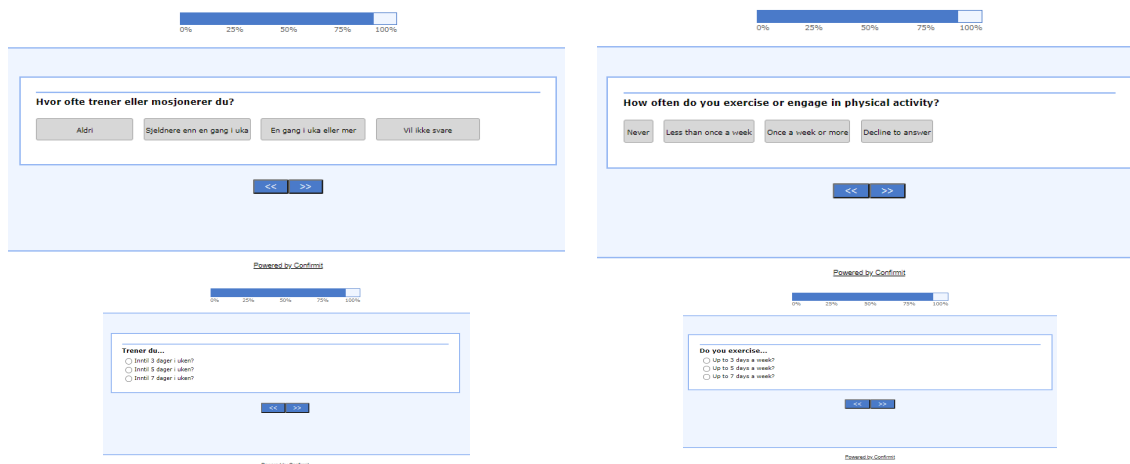 0% 25% 50% 75% 100%
Hvor ofte trener eller mosjonerer du?
Aldri Sjeldnere enn en gang i uka En gang i uka eller mer Vil ikke svare
<< >>
Powered by Confirmit
0% 25% 50% 75% 100%
How often do you exercise or engage in physical activity?
Never Less than once a week Once a week or more Decline to answer
<< >>
Powered by Confirmit
0% 25% 50% 75% 100%
Trener du...
Inntil 3 dager i uken?
Inntil 5 dager i uken?
Inntil 7 dager i uken?
<< >>
0% 25% 50% 75% 100%
Do you exercise...
Up to 3 days a week?
Up to 5 days a week?
Up to 7 days a week?
<< >>
Powered by Confirmit